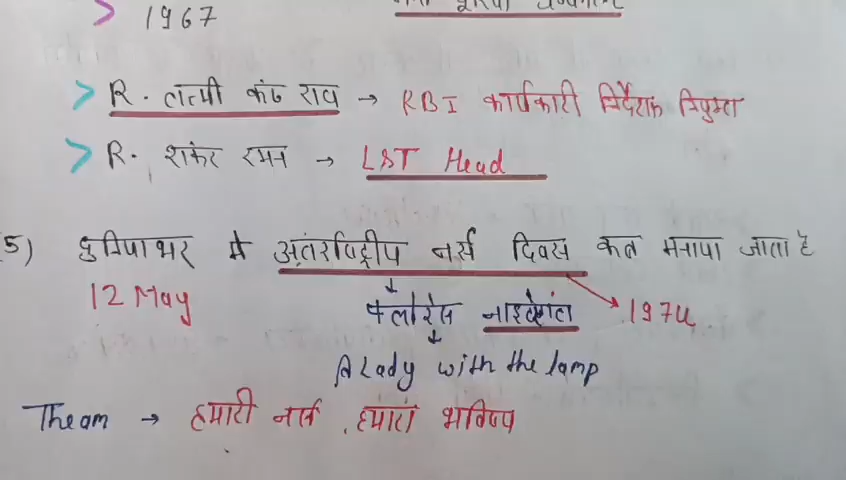 > 1967
> R. लक्ष्मी कांत राव → RBI कार्यकारी निर्देशक नियुक्त
> R. शंकर रमन → L&T Head
5) दुनियाभर मे अंतर्राष्ट्रीय नर्स दिवस कब मनाया जाता है
12 May फ्लोरेंस नाइटेंगल → 1974
A Lady with the lamp
Theam → हमारी नर्स, हमारा भविष्य